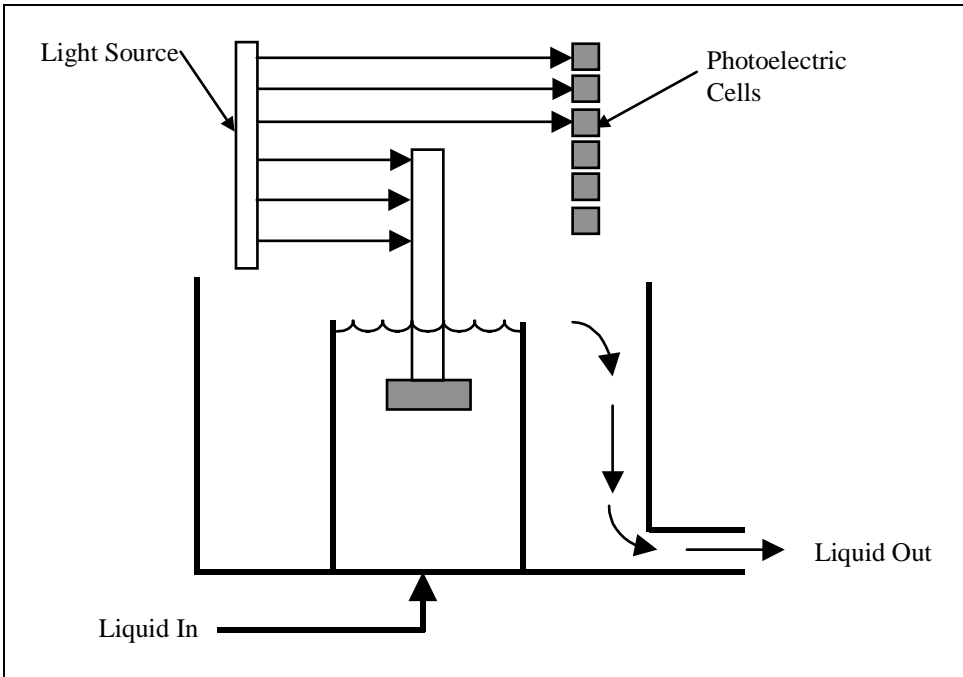 Light Source
Photoelectric
Cells
Liquid Out
Liquid In